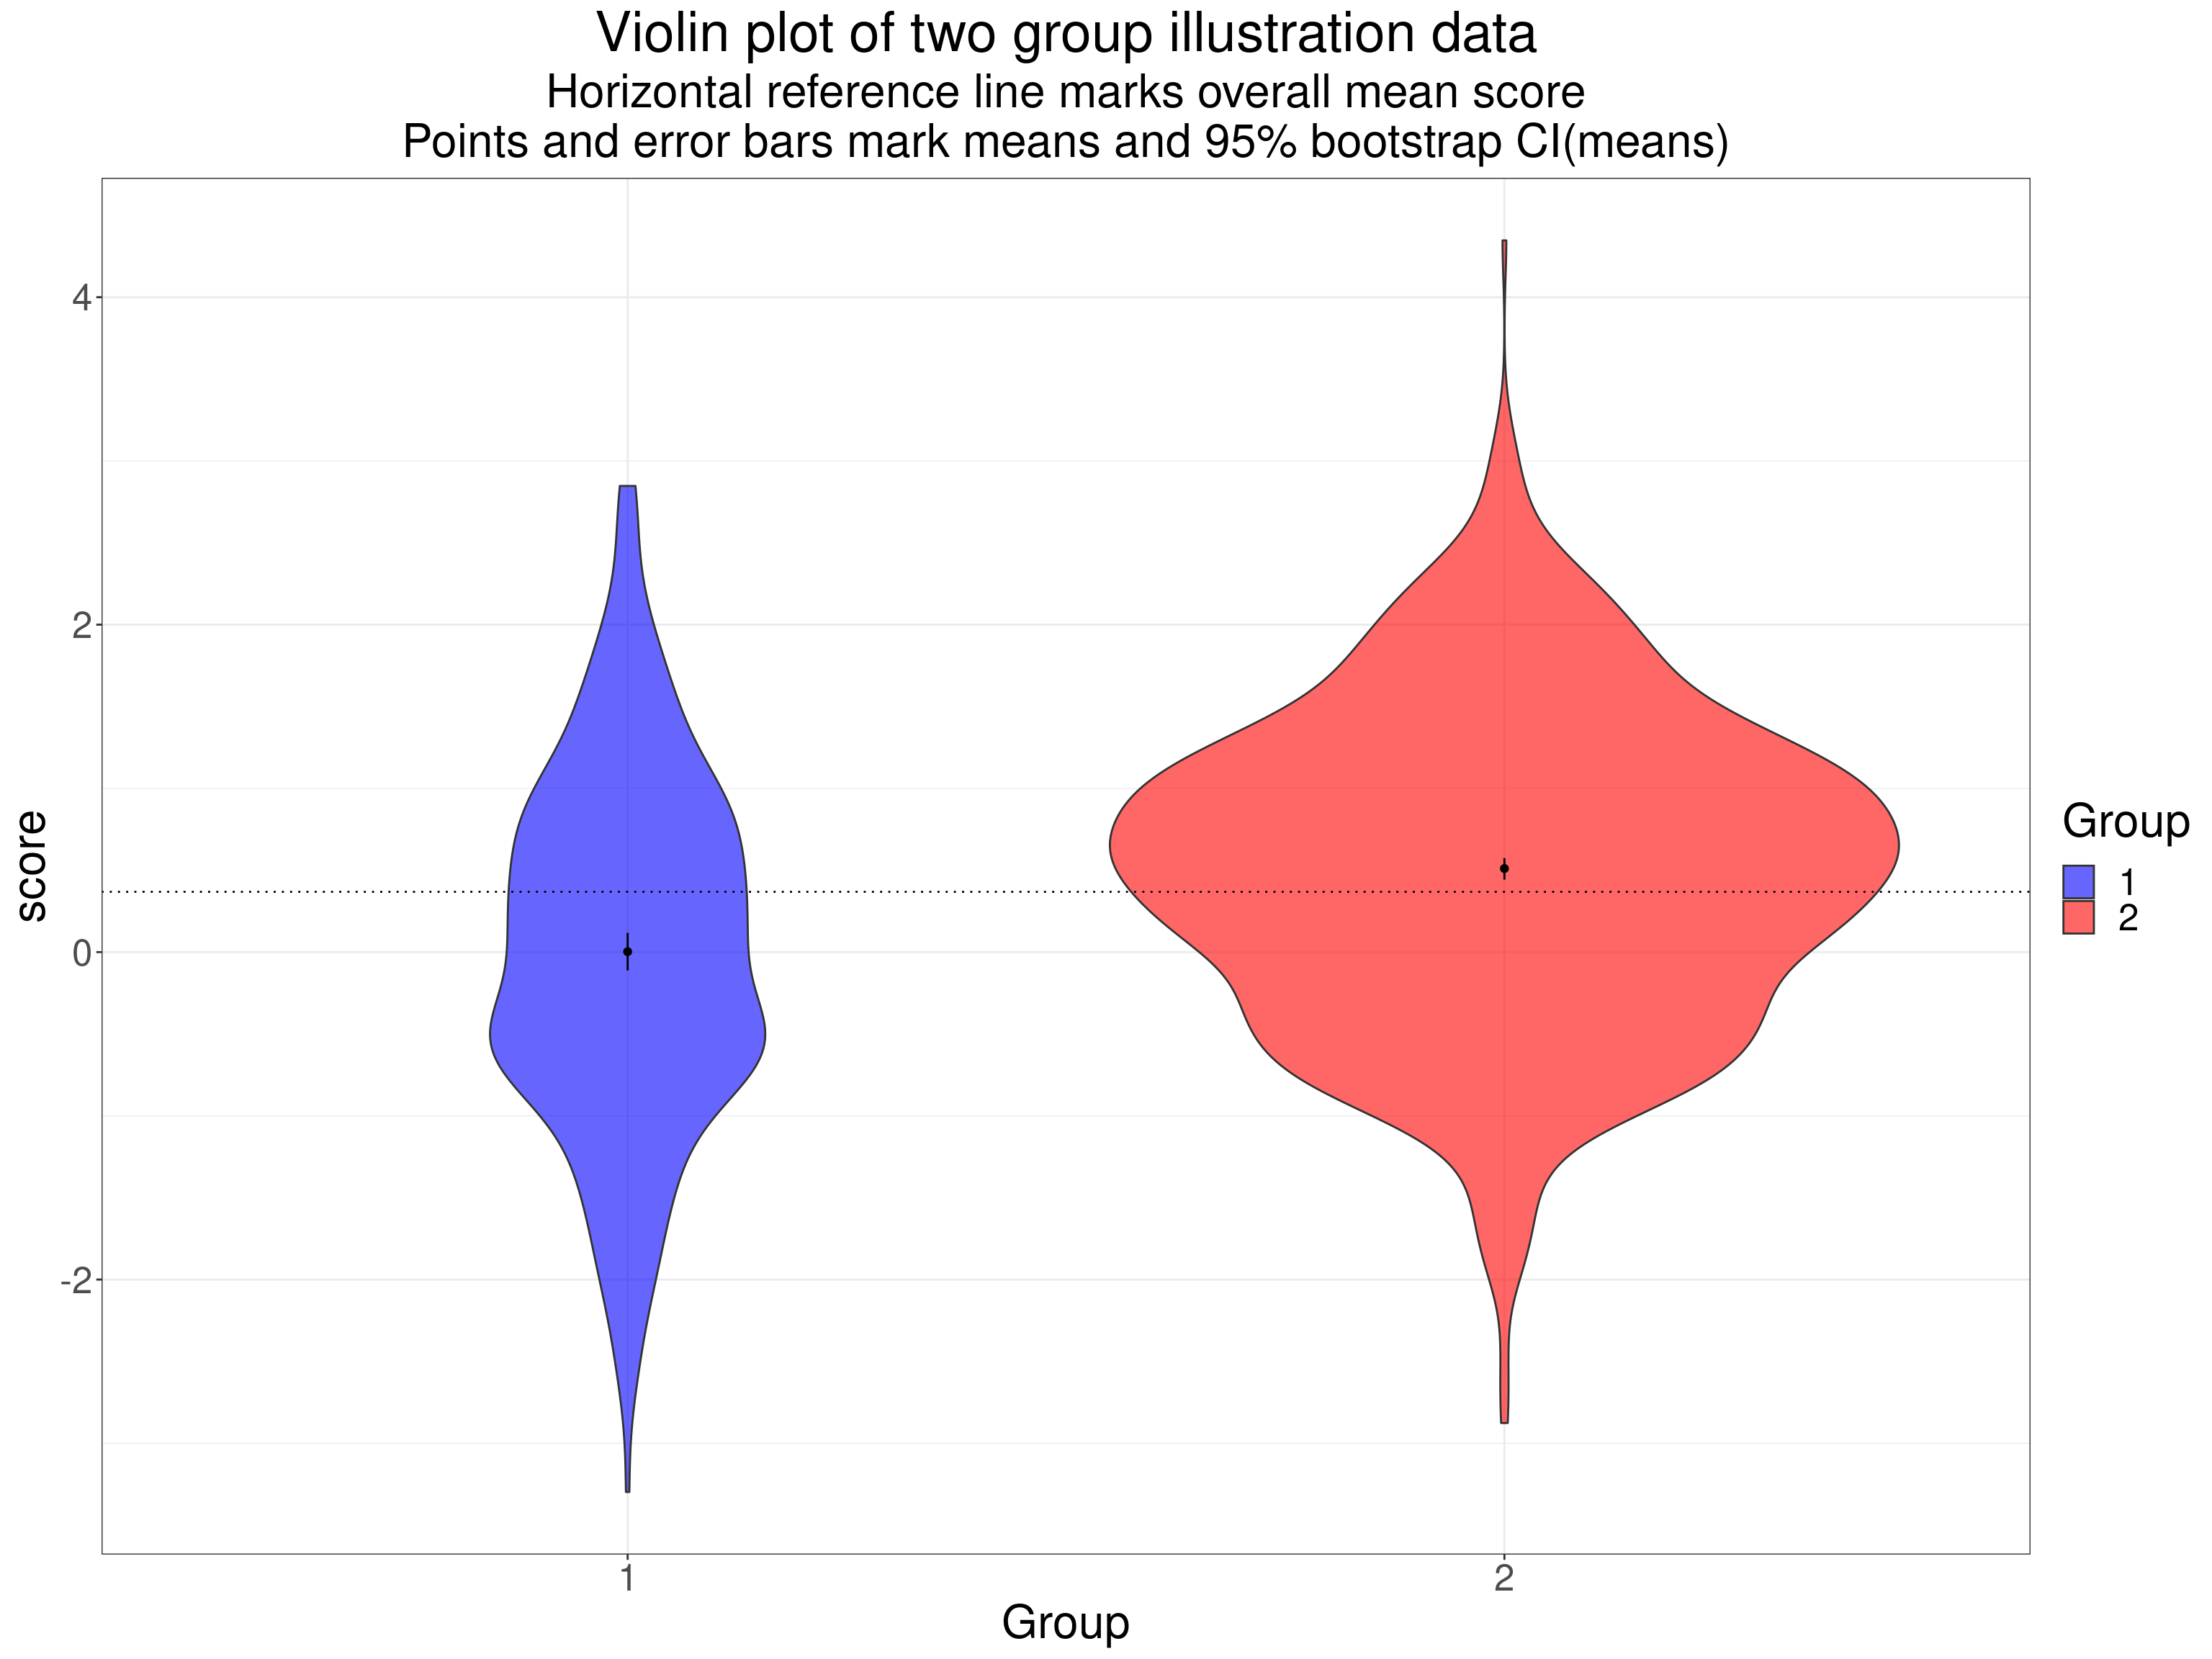 Violin plot of two group illustration data
Horizontal reference line marks overall mean score
Points and error bars mark means and 95% bootstrap CI(means)
4
2
0
-2
score
1
2
Group
Group
1
2